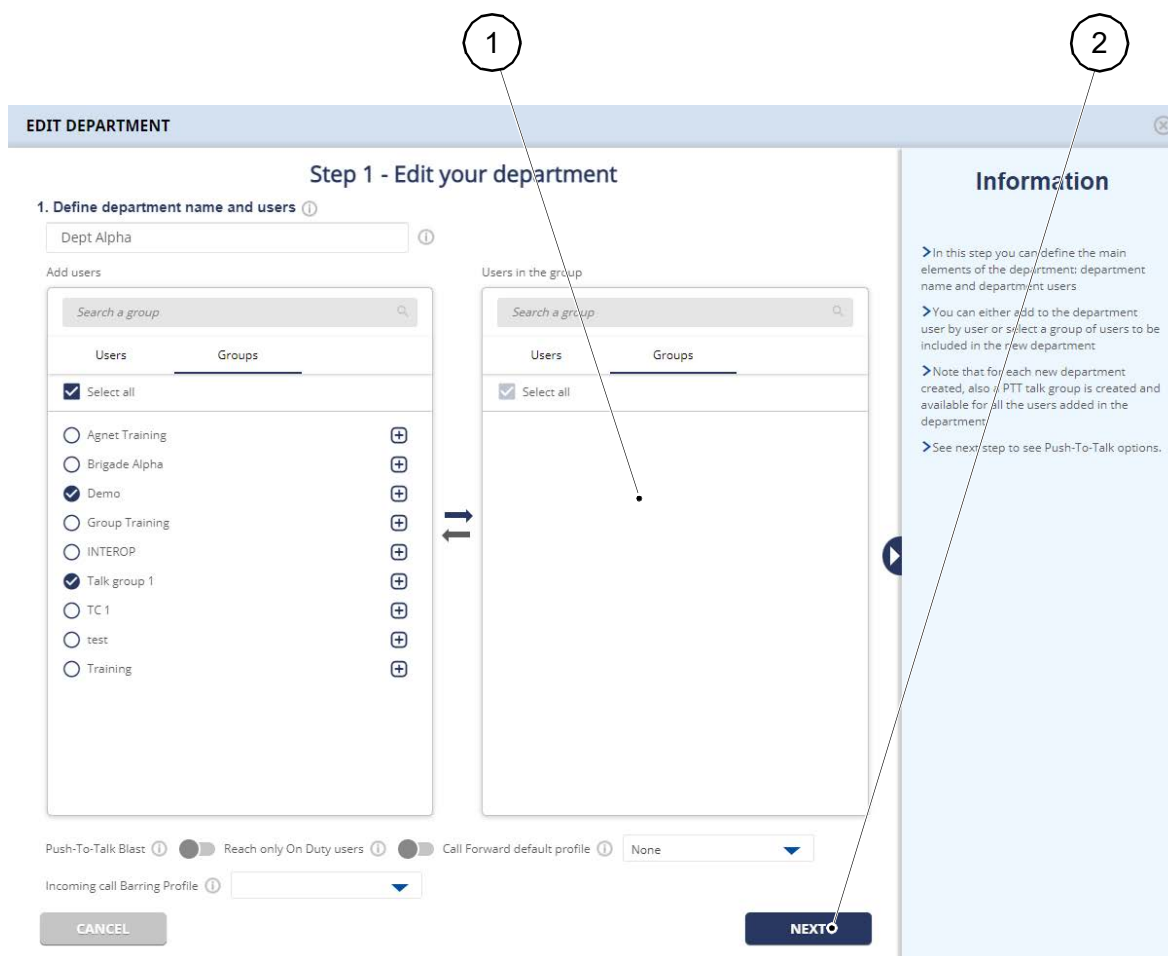 1
2
EDIT DEPARTMENT
Step 1 - Edit your department
1. Define department name and users
Dept Alpha
Add users
Search a group
Users Groups
Select all
Agnet Training
Brigade Alpha
Demo
Group Training
INTEROP
Talk group 1
TC 1
test
Training
Users in the group
Search a group
Users Groups
Select all
Push-To-Talk Blast Reach only On Duty users Call Forward default profile None
Incoming call Barring Profile
CANCEL
NEXT
Information
In this step you can define the main
elements of the department: department
name and department users
You can either add to the department
user by user or select a group of users to be
included in the new department
Note that for each new department
created, also a PTT talk group is created and
available for all the users added in the
department
See next step to see Push-To-Talk options.